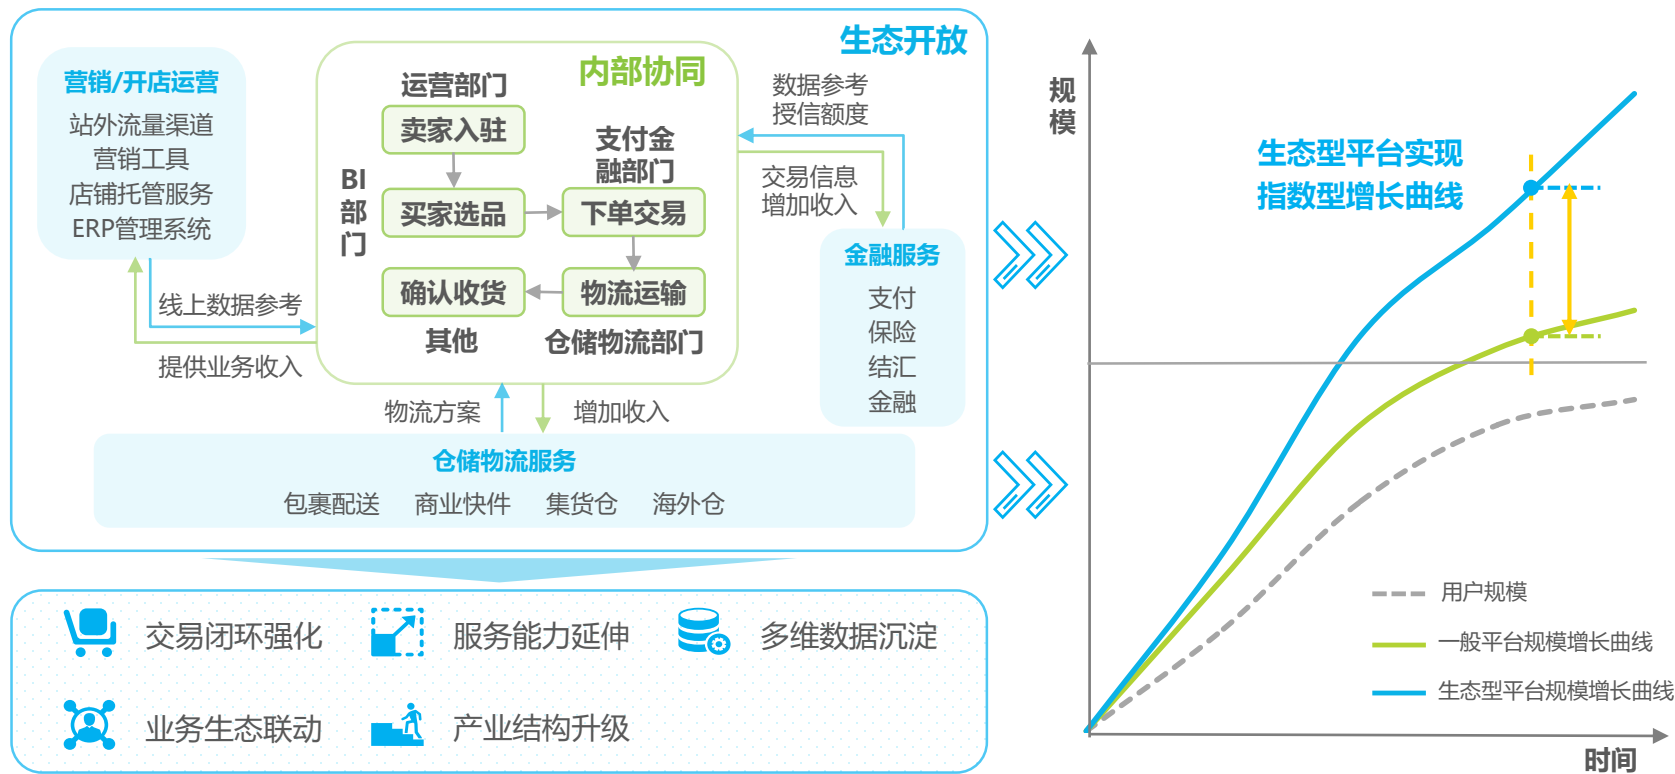 生态开放
营销/开店运营
站外流量渠道
营销工具
店铺托管服务
ERP管理系统
内部协同
运营部门
卖家入驻
支付金
融部门
BI
部
门
买家选品
下单交易
确认收货
物流运输
其他
仓储物流部门
数据参考
授信额度
交易信息
增加收入
金融服务
支付
保险
结汇
金融
线上数据参考
提供业务收入
物流方案
增加收入
仓储物流服务
包裹配送 商业快件 集货仓 海外仓
交易闭环强化
服务能力延伸
多维数据沉淀
业务生态联动
产业结构升级
规
模
生态型平台实现
指数型增长曲线
用户规模
一般平台规模增长曲线
生态型平台规模增长曲线
时间